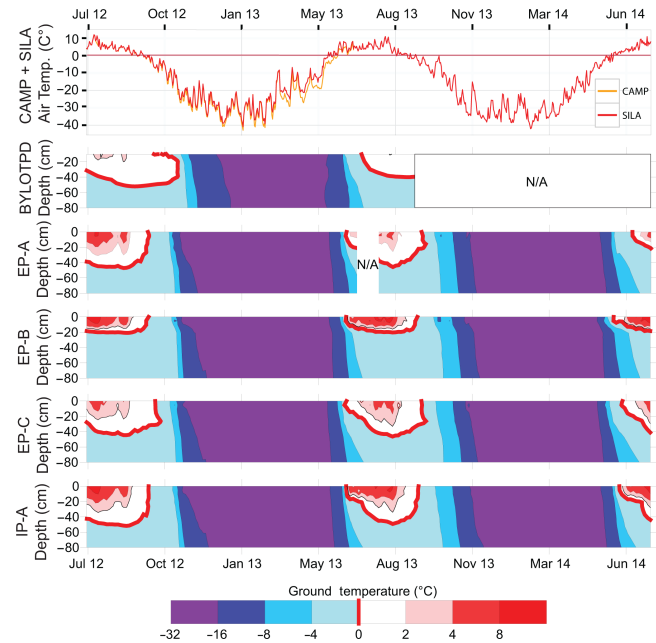 Jul 12 Oct 12 Jan 13 May 13 Aug 13 Nov 13 Mar 14 Jun 14
CAMP + SILA
Air Temp. (C°)
10
0
−10
−20
−30
−40
CAMP
SILA
BYLOTPD
Depth (cm)
−20
−40
−60
−80
N/A
EP-A
Depth (cm)
0
−20
−40
−60
−80
N/A
EP-B
Depth (cm)
0
−20
−40
−60
−80
EP-C
Depth (cm)
0
−20
−40
−60
−80
IP-A
Depth (cm)
0
−20
−40
−60
−80
Jul 12 Oct 12 Jan 13 May 13 Aug 13 Nov 13 Mar 14 Jun 14
Ground temperature (°C)
−32 −16 −8 −4 0 2 4 8